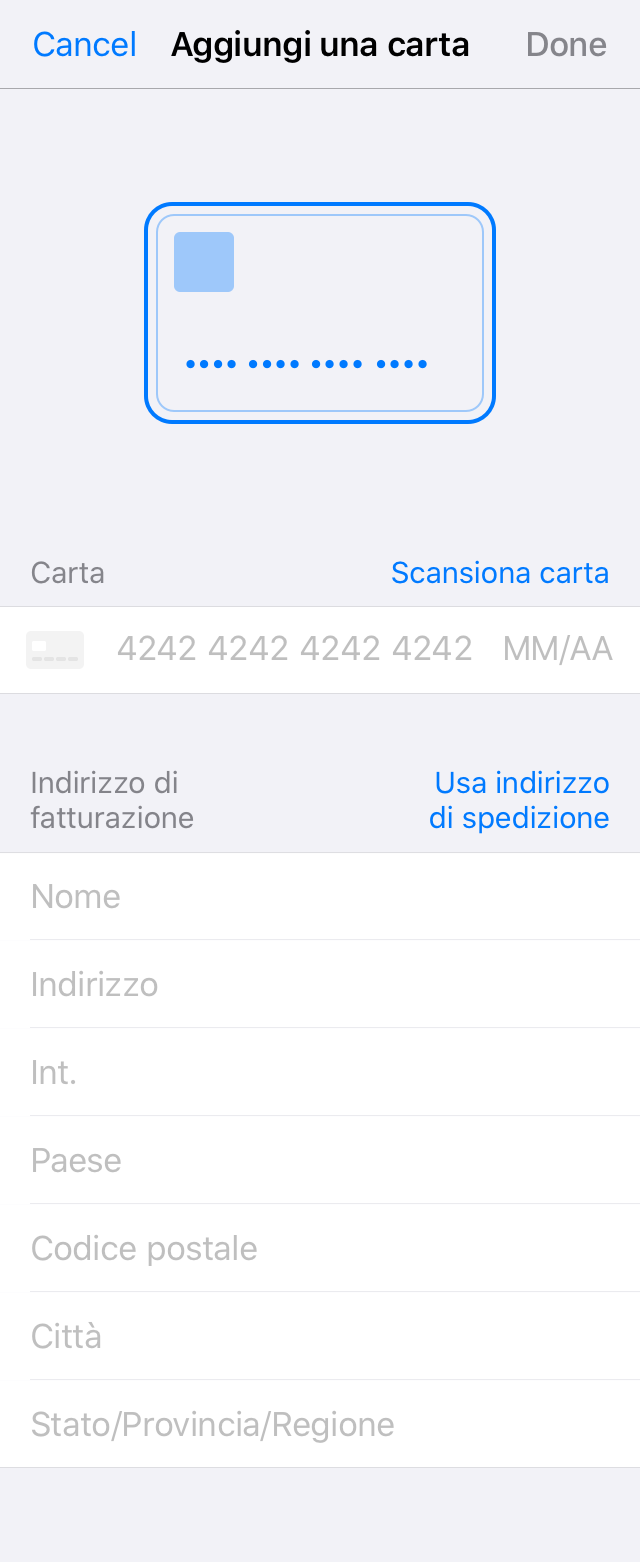 Cancel Aggiungi una carta Done
•••• •••• •••• ••••
Carta Scansiona carta
4242 4242 4242 4242 MM/AA
Indirizzo di fatturazione
Usa indirizzo di spedizione
Nome
Indirizzo
Int.
Paese
Codice postale
Città
Stato/Provincia/Regione